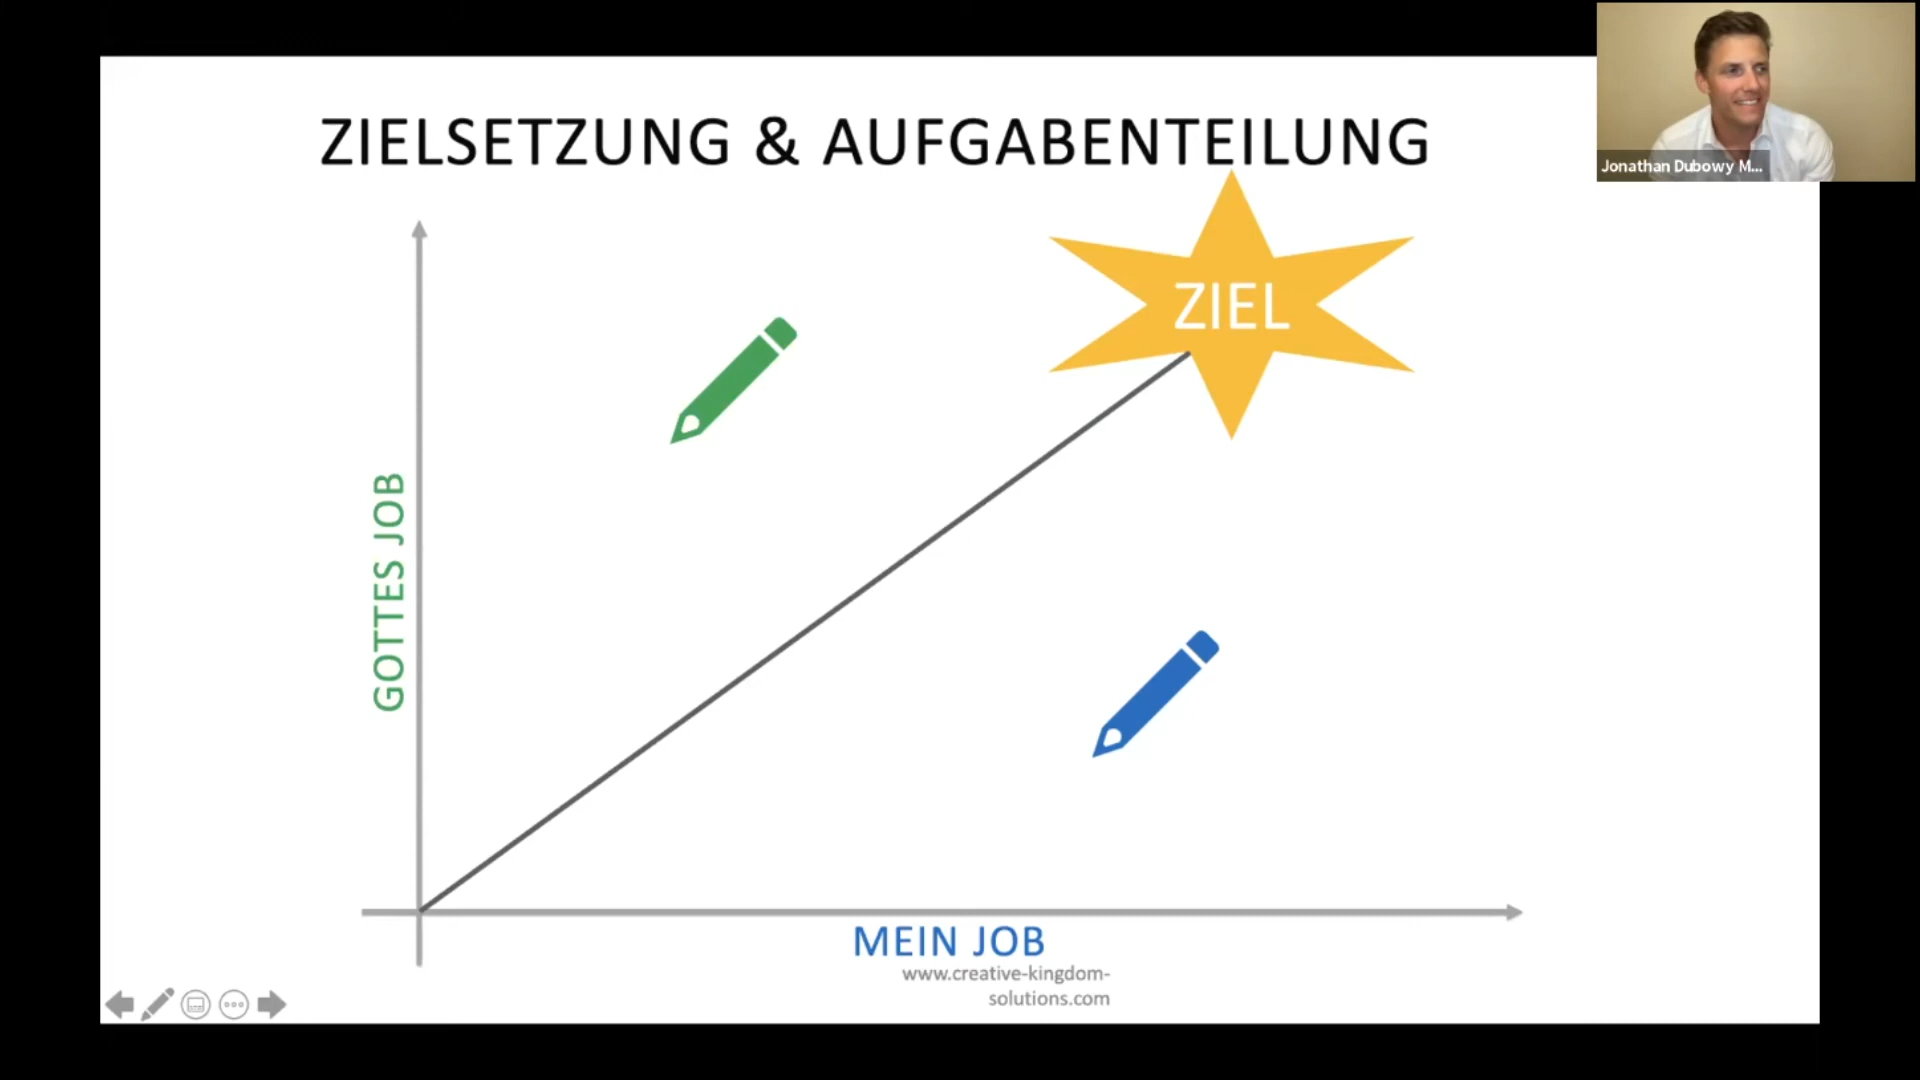 ZIELSETZUNG & AUFGABENTEILUNG
Jonathan Dubowy M...
ZIEL
GOTTES JOB
MEIN JOB
www.creative-kingdom-
solutions.com